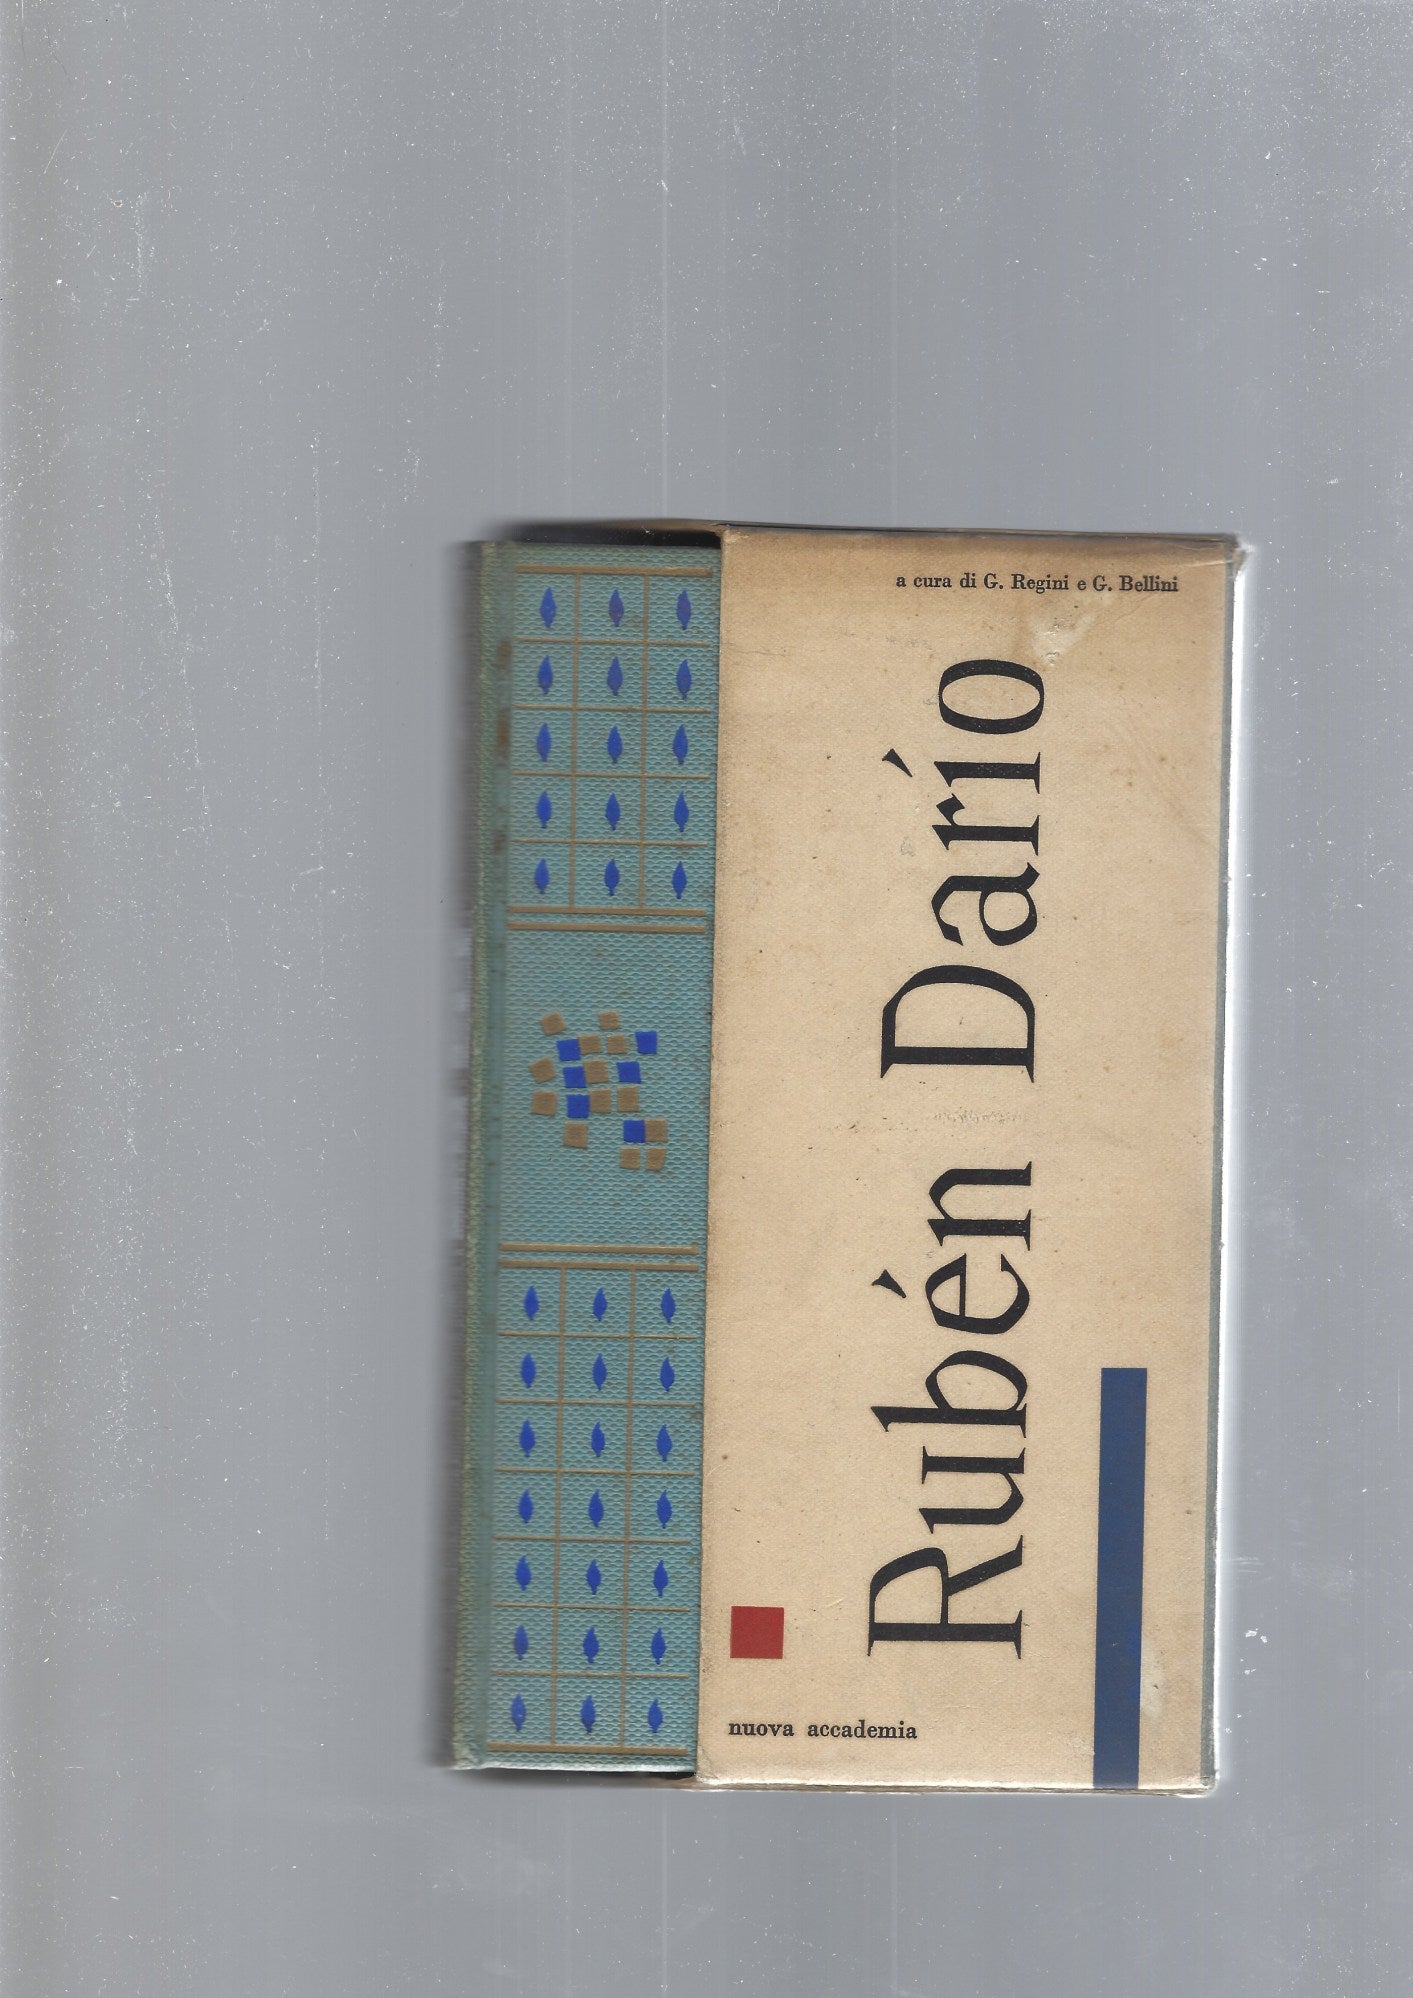 a cura di G. Regini e G. Bellini
Rubén Darío
nuova accademia